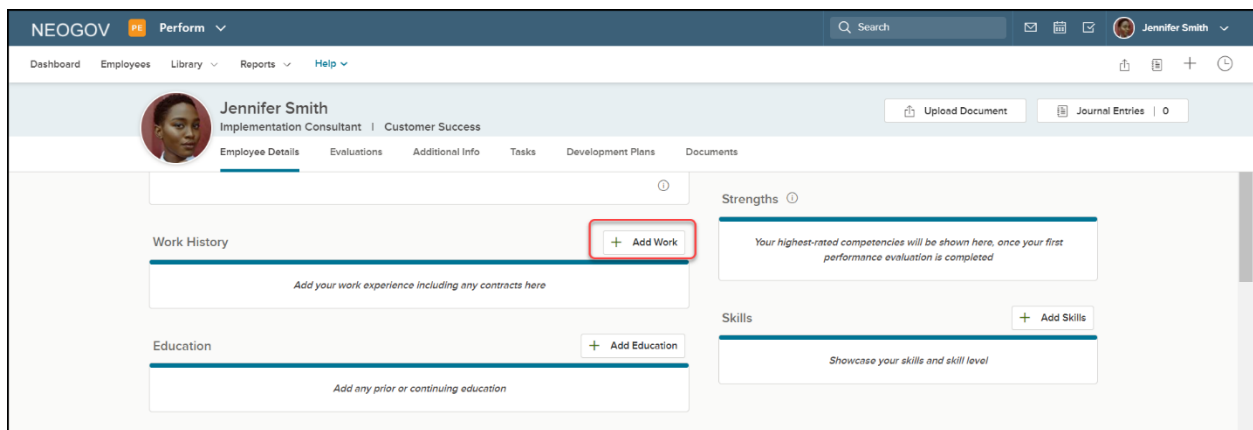 NEOGOV PE Perform Search Jennifer Smith
Dashboard Employees Library Reports Help
Jennifer Smith
Implementation Consultant | Customer Success
Upload Document Journal Entries | 0
Employee Details Evaluations Additional Info Tasks Development Plans Documents
Work History + Add Work
Add your work experience including any contracts here
Education + Add Education
Add any prior or continuing education
Strengths
Your highest-rated competencies will be shown here, once your first
performance evaluation is completed
Skills + Add Skills
Showcase your skills and skill level